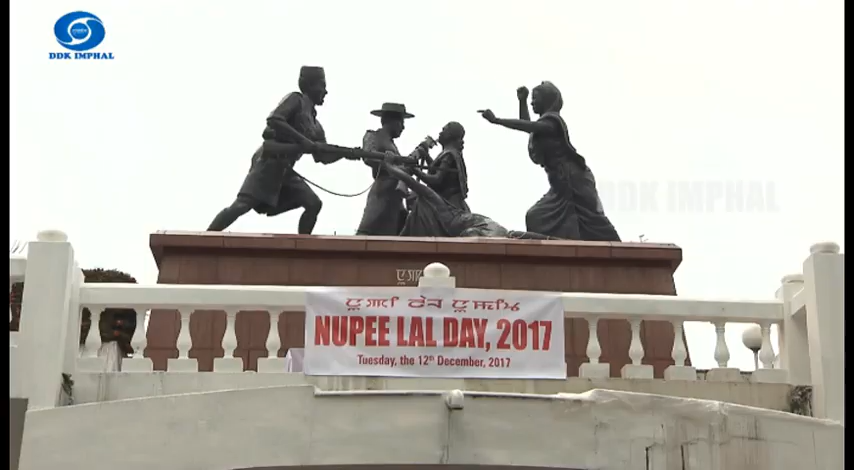 DDK IMPHAL
DDK IMPHAL
NUPEE LAL DAY, 2017
Tuesday, the 12th December, 2017